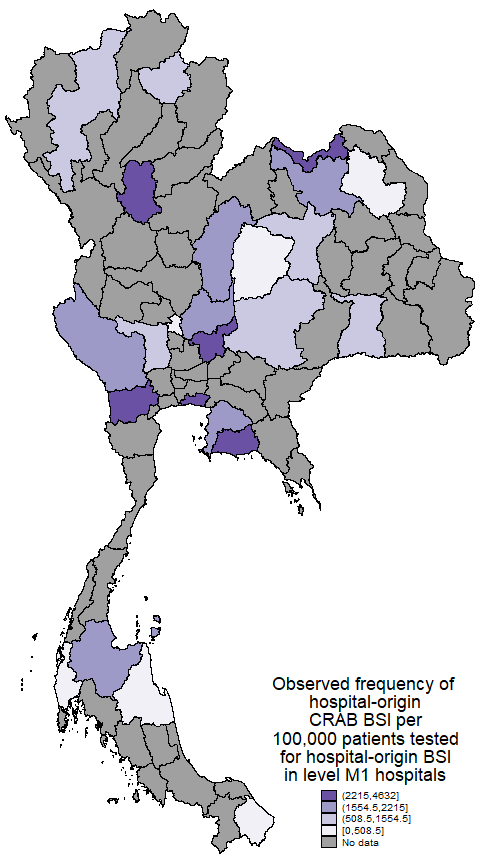 Observed frequency of
hospital-origin
CRAB BSI per
100,000 patients tested
for hospital-origin BSI
in level M1 hospitals
(2215,4632]
(1554.5,2215]
(508.5,1554.5]
[0,508.5]
No data